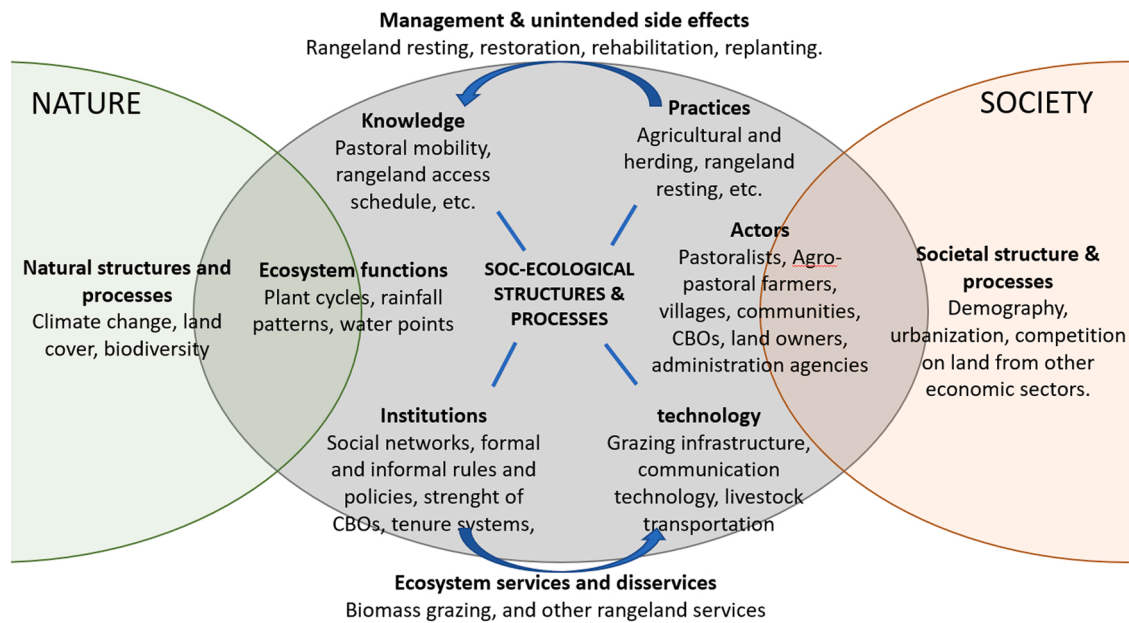 Management & unintended side effects
Rangeland resting, restoration, rehabilitation, replanting.
NATURE
SOCIETY
Knowledge
Pastoral mobility,
rangeland access
schedule, etc.
Practices
Agricultural and
herding, rangeland
resting, etc.
Natural structures and
processes
Climate change, land
cover, biodiversity
Ecosystem functions
Plant cycles, rainfall
patterns, water points
SOC-ECOLOGICAL
STRUCTURES &
PROCESSES
Actors
Pastoralists, Agro-
pastoral farmers,
villages, communities,
CBOs, land owners,
administration agencies
Societal structure &
processes
Demography,
urbanization, competition
on land from other
economic sectors.
Institutions
Social networks, formal
and informal rules and
policies, strenght of
CBOs, tenure systems,
technology
Grazing infrastructure,
communication
technology, livestock
transportation
Ecosystem services and disservices
Biomass grazing, and other rangeland services